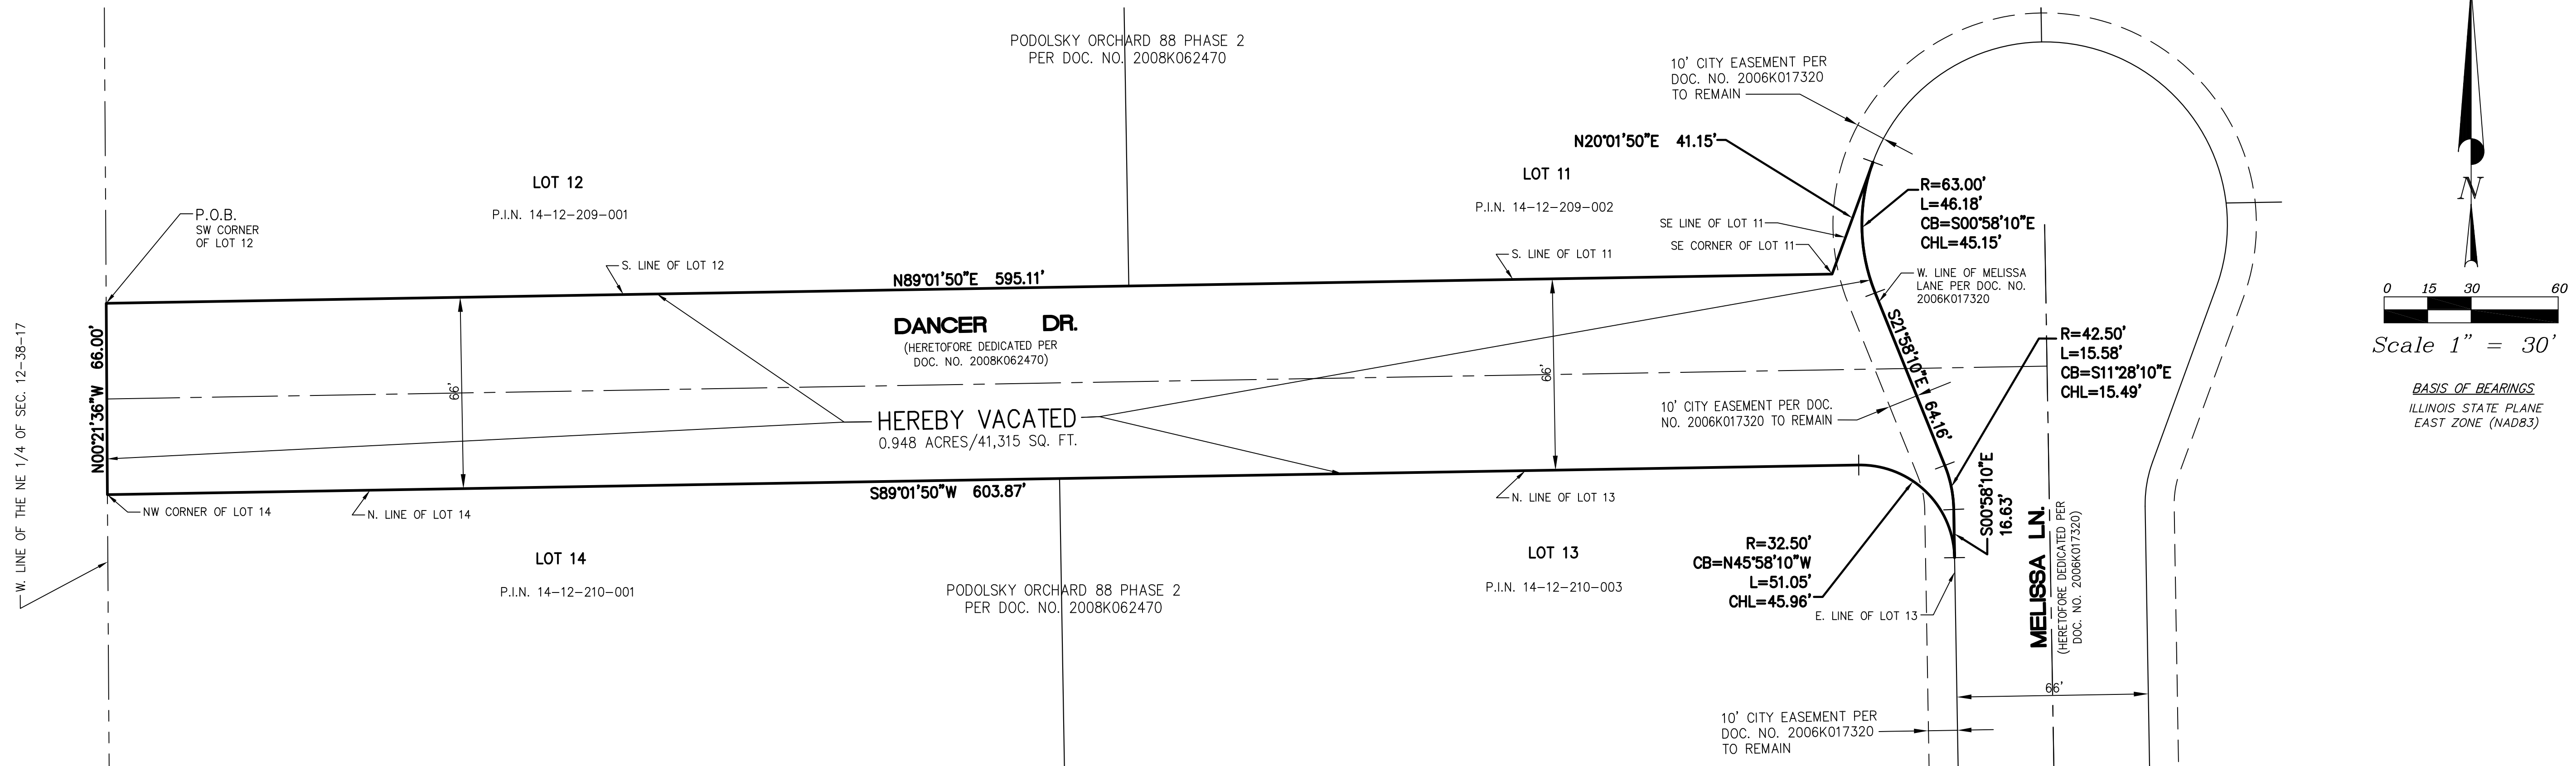 PODOLSKY ORCHARD 88 PHASE 2
PER DOC. NO. 2008K062470
10' CITY EASEMENT PER
DOC. NO. 2006K017320
TO REMAIN
N20°01'50"E 41.15'
LOT 12
P.I.N. 14-12-209-001
LOT 11
P.I.N. 14-12-209-002
R=63.00'
L=46.18'
CB=S00°58'10"E
CHL=45.15'
P.O.B.
SW CORNER
OF LOT 12
SE LINE OF LOT 11
SE CORNER OF LOT 11
S. LINE OF LOT 12
N89°01'50"E 595.11'
S. LINE OF LOT 11
W. LINE OF MELISSA
LANE PER DOC. NO.
2006K017320
N
0 15 30 60
Scale 1" = 30'
BASIS OF BEARINGS
ILLINOIS STATE PLANE
EAST ZONE (NAD83)
W. LINE OF THE NE 1/4 OF SEC. 12-38-17
N00°21'36"W 66.00'
66'
DANCER DR.
(HERETOFORE DEDICATED PER
DOC. NO. 2008K062470)
66'
S21°58'10"E 64.16'
R=42.50'
L=15.58'
CB=S11°28'10"E
CHL=15.49'
HEREBY VACATED
0.948 ACRES/41,315 SQ. FT.
10' CITY EASEMENT PER DOC.
NO. 2006K017320 TO REMAIN
S89°01'50"W 603.87'
NW CORNER OF LOT 14
N. LINE OF LOT 14
N. LINE OF LOT 13
S00°58'10"E
16.63'
LOT 14
P.I.N. 14-12-210-001
PODOLSKY ORCHARD 88 PHASE 2
PER DOC. NO. 2008K062470
LOT 13
P.I.N. 14-12-210-003
R=32.50'
CB=N45°58'10"W
L=51.05'
CHL=45.96'
E. LINE OF LOT 13
MELISSA LN.
(HERETOFORE DEDICATED PER
DOC. NO. 2006K017320)
66'
10' CITY EASEMENT PER
DOC. NO. 2006K017320
TO REMAIN